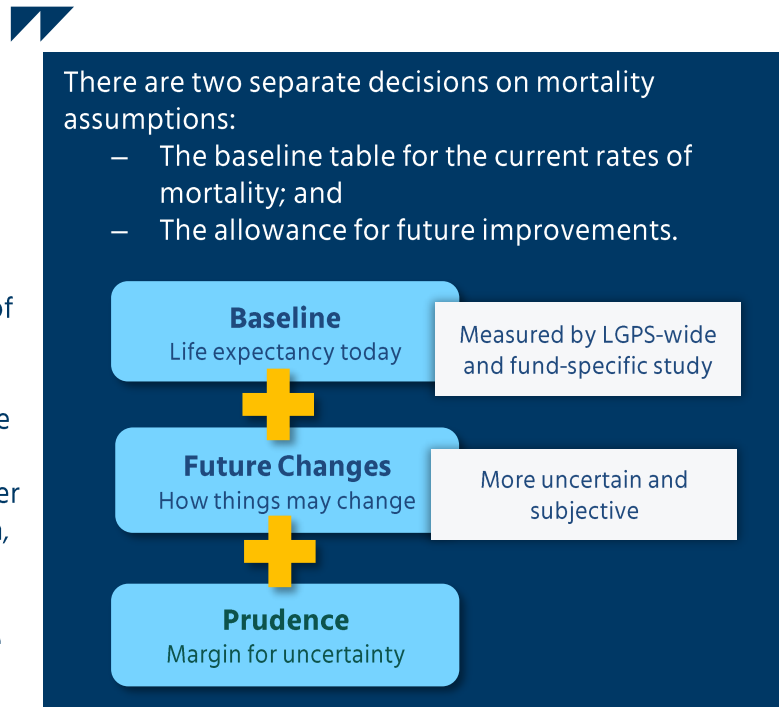 There are two separate decisions on mortality
assumptions:
– The baseline table for the current rates of
mortality; and
– The allowance for future improvements.
of
Baseline
Life expectancy today
Measured by LGPS-wide
and fund-specific study
e
Future Changes
How things may change
More uncertain and
subjective
er
Prudence
Margin for uncertainty